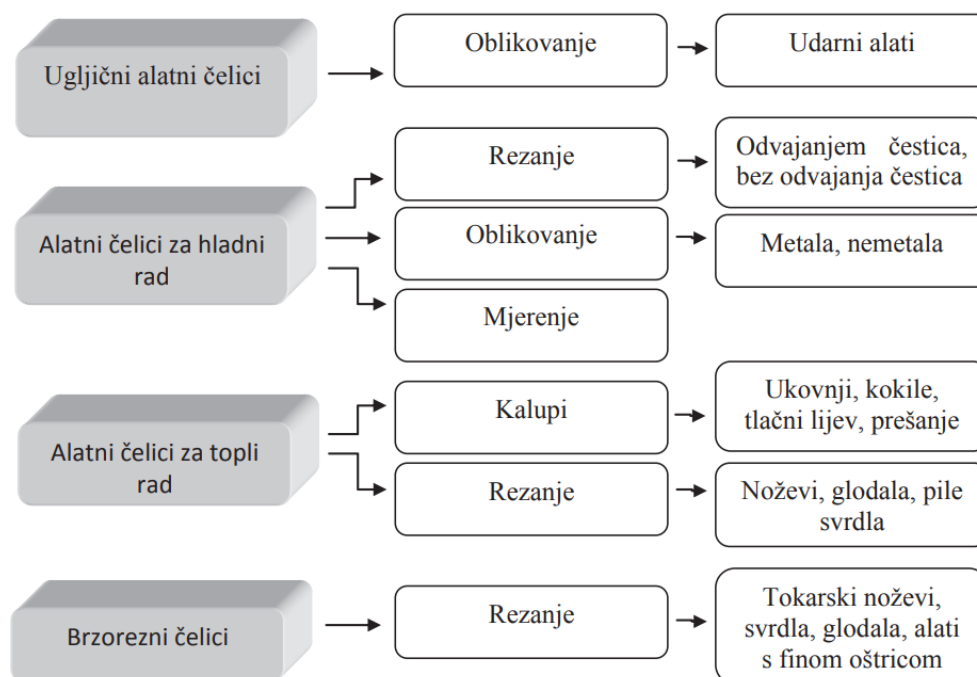 Ugljični alatni čelici
Oblikovanje
Udarni alati
Alatni čelici za hladni
rad
Rezanje
Odvajanjem čestica,
bez odvajanja čestica
Oblikovanje
Metala, nemetala
Mjerenje
Alatni čelici za topli
rad
Kalupi
Ukovnji, kokile,
tlačni lijev, prešanje
Rezanje
Noževi, glodala, pile
svrdla
Brzorezni čelici
Rezanje
Tokarski noževi,
svrdla, glodala, alati
s finom oštricom